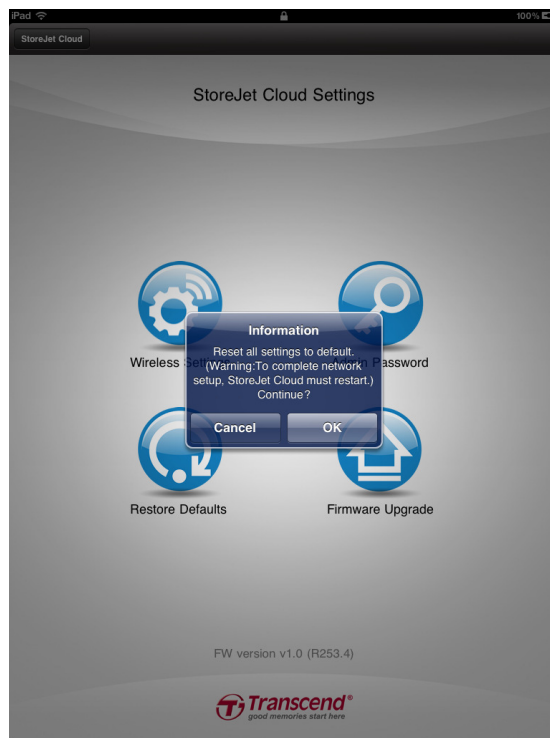 iPad 100%
StoreJet Cloud
StoreJet Cloud Settings
Information
Reset all settings to default.
(Warning:To complete network
setup, StoreJet Cloud must restart.)
Continue?
Wireless Settings Admin Password
Cancel OK
Restore Defaults Firmware Upgrade
FW version v1.0 (R253.4)
Transcend®
good memories start here